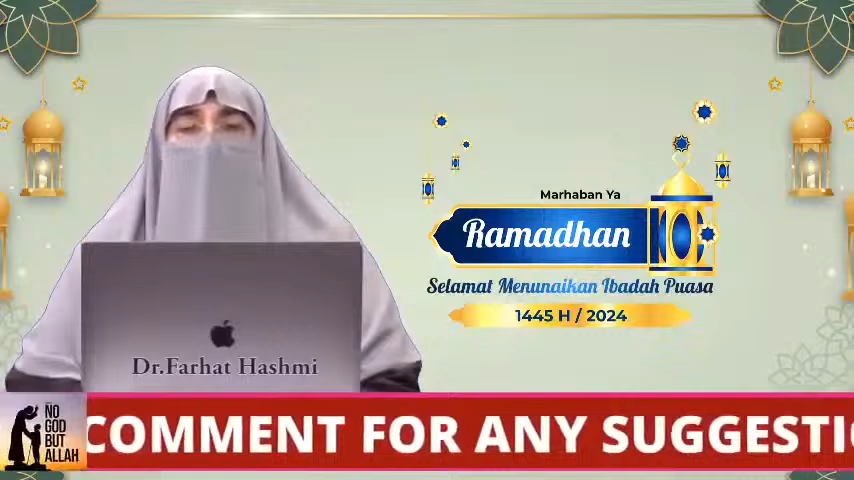 Marhaban Ya
Ramadhan
Selamat Menunaikan Ibadah Puasa
1445 H / 2024
Dr.Farhat Hashmi
NO
GOD
BUT
ALLAH
COMMENT FOR ANY SUGGESTI